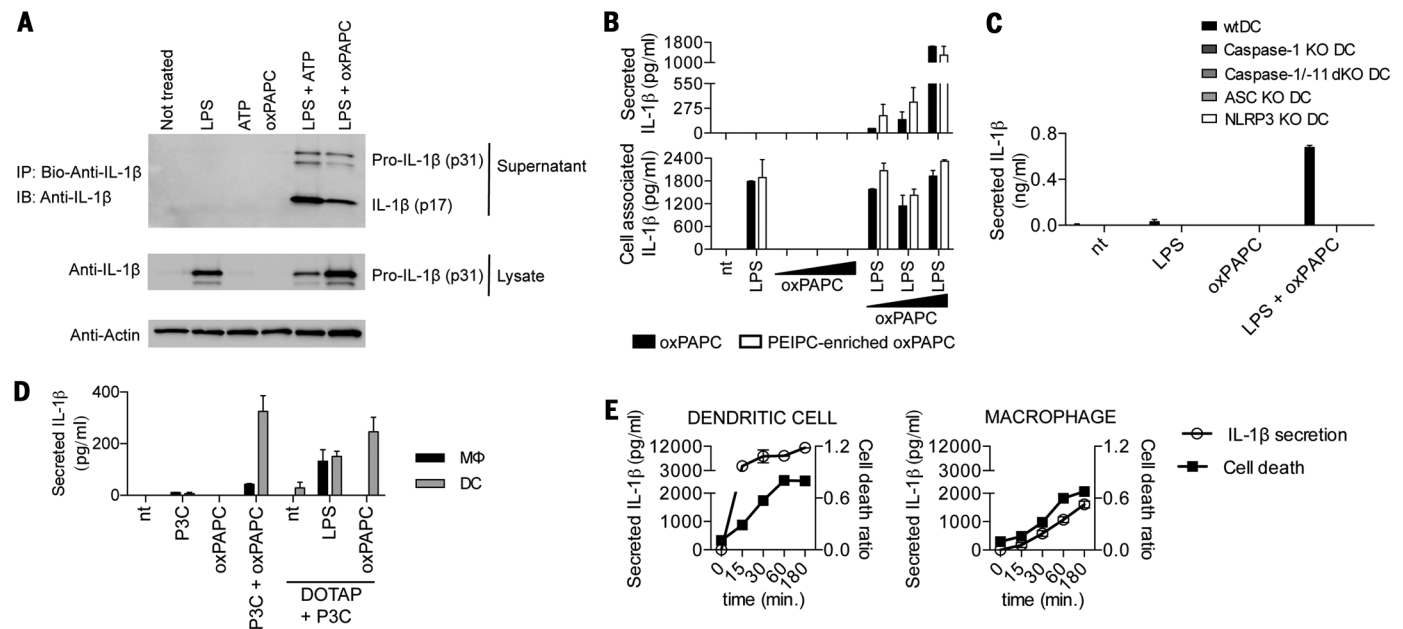 A
Not treated
LPS
ATP
oxPAPC
LPS + ATP
LPS + oxPAPC
IP: Bio-Anti-IL-1β
IB: Anti-IL-1β
Pro-IL-1β (p31)
IL-1β (p17)
Supernatant
Anti-IL-1β
Pro-IL-1β (p31)
Lysate
Anti-Actin
B
Secreted
IL-1β (pg/ml)
1800
1000
550
275
0
Cell associated
IL-1β (pg/ml)
2400
1800
1200
600
0
nt
LPS
oxPAPC
LPS
LPS
LPS
oxPAPC
oxPAPC
PEIPC-enriched oxPAPC
C
wtDC
Caspase-1 KO DC
Caspase-1/-11 dKO DC
ASC KO DC
NLRP3 KO DC
Secreted IL-1β
(ng/ml)
0.8
0.4
0.0
nt
LPS
oxPAPC
LPS + oxPAPC
D
Secreted IL-1β
(pg/ml)
400
200
0
nt
P3C
oxPAPC
P3C + oxPAPC
nt
LPS
oxPAPC
DOTAP
+ P3C
MΦ
DC
E
DENDRITIC CELL
Secreted IL-1β (pg/ml)
12000
3000
2000
1000
0
1.2
0.6
0.0
Cell death ratio
0
15
30
60
180
time (min.)
MACROPHAGE
Secreted IL-1β (pg/ml)
12000
3000
2000
1000
0
1.2
0.6
0.0
Cell death ratio
0
15
30
60
180
time (min.)
IL-1β secretion
Cell death